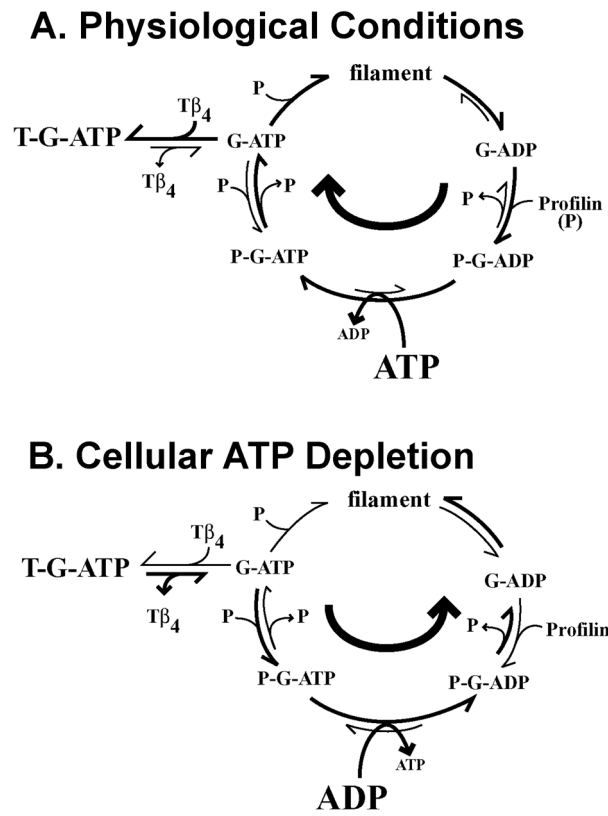 A. Physiological Conditions
P
filament
T-G-ATP
Tβ4
G-ATP
G-ADP
Tβ4
P
P
P
Profilin
(P)
P-G-ATP
P-G-ADP
ADP
ATP
B. Cellular ATP Depletion
P
filament
Tβ4
T-G-ATP
G-ATP
G-ADP
Tβ4
P
P
P
Profilin
P-G-ATP
P-G-ADP
ATP
ADP